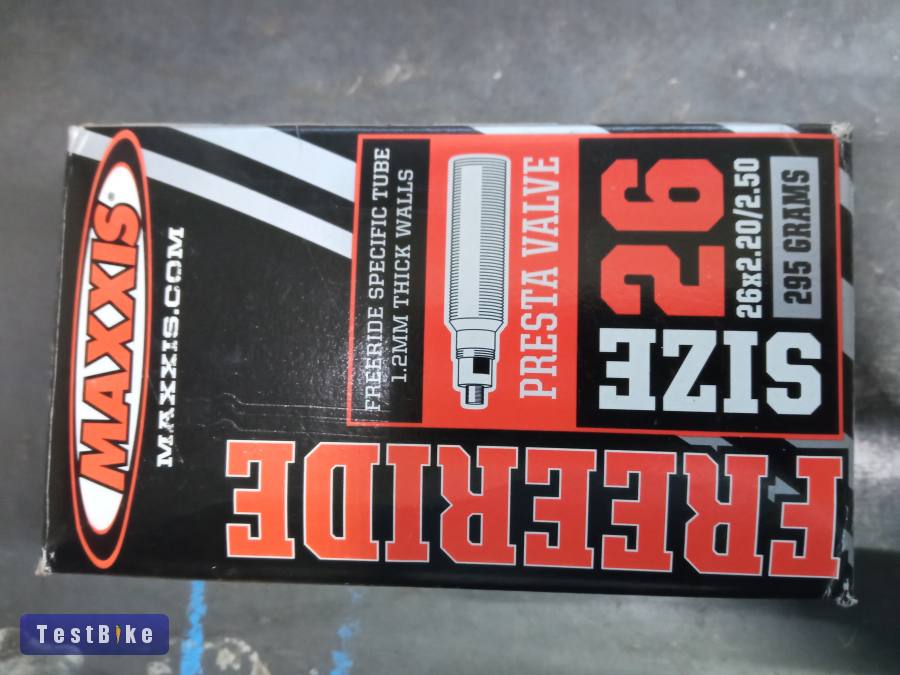 MAXXIS®
MAXXIS.COM
FREERIDE SPECIFIC TUBE
1.2MM THICK WALLS
PRESTA VALVE
SIZE 26
26x2.20/2.50
295 GRAMS
FREERIDE
TestBike